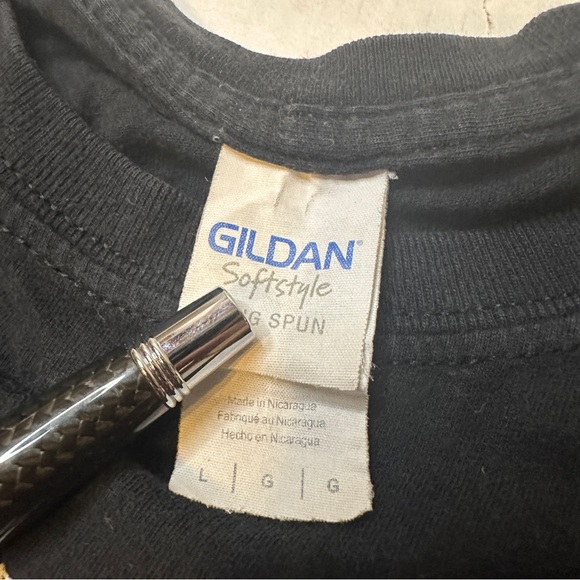 GILDAN®
Softstyle
SPUN
Made in Nicaragua
Fabriqué au Nicaragua
Hecho en Nicaragua
L | G | G